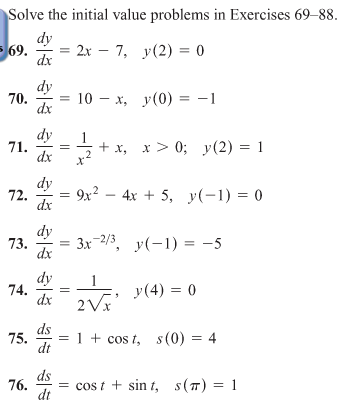 Solve the initial value problems in Exercises 69–88.
69. dy/dx = 2x − 7, y(2) = 0
70. dy/dx = 10 − x, y(0) = −1
71. dy/dx = 1/x² + x, x > 0; y(2) = 1
72. dy/dx = 9x² − 4x + 5, y(−1) = 0
73. dy/dx = 3x^(−2/3), y(−1) = −5
74. dy/dx = 1/(2√x), y(4) = 0
75. ds/dt = 1 + cos t, s(0) = 4
76. ds/dt = cos t + sin t, s(π) = 1